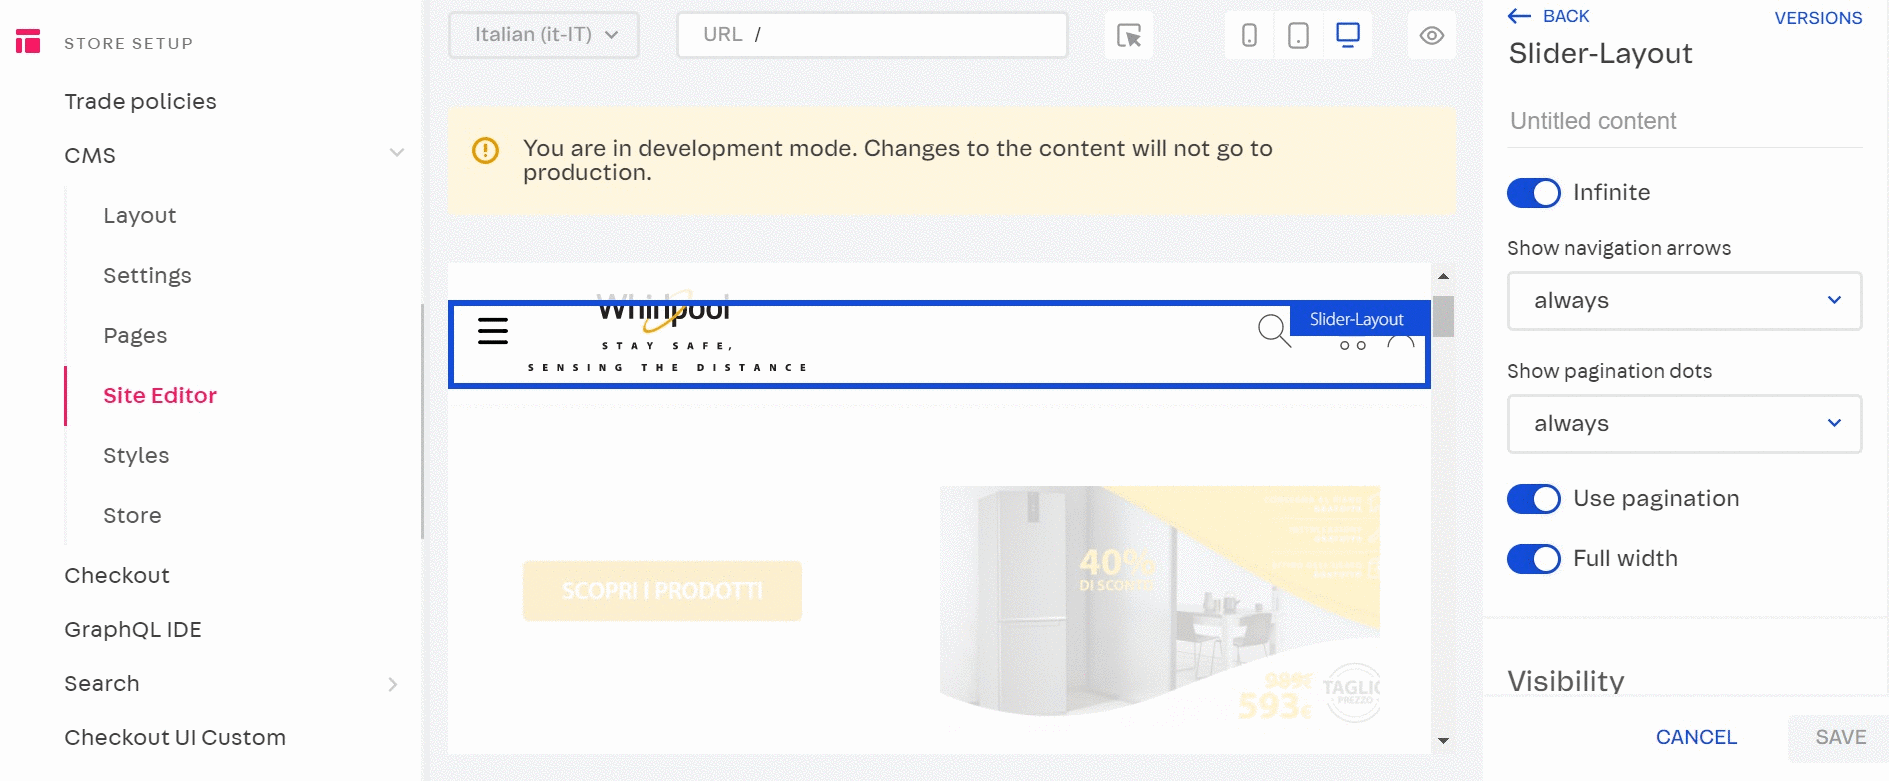 STORE SETUP
Trade policies
CMS
Layout
Settings
Pages
Site Editor
Styles
Store
Checkout
GraphQL IDE
Search
Checkout UI Custom
Italian (it-IT)
URL /
You are in development mode. Changes to the content will not go to
production.
Whirlpool
Slider-Layout
STAY SAFE,
SENSING THE DISTANCE
SCOPRI I PRODOTTI
40%
DI SCONTO
989€
593€
TAGLIO
PREZZO
BACK
VERSIONS
Slider-Layout
Untitled content
Infinite
Show navigation arrows
always
Show pagination dots
always
Use pagination
Full width
Visibility
CANCEL
SAVE